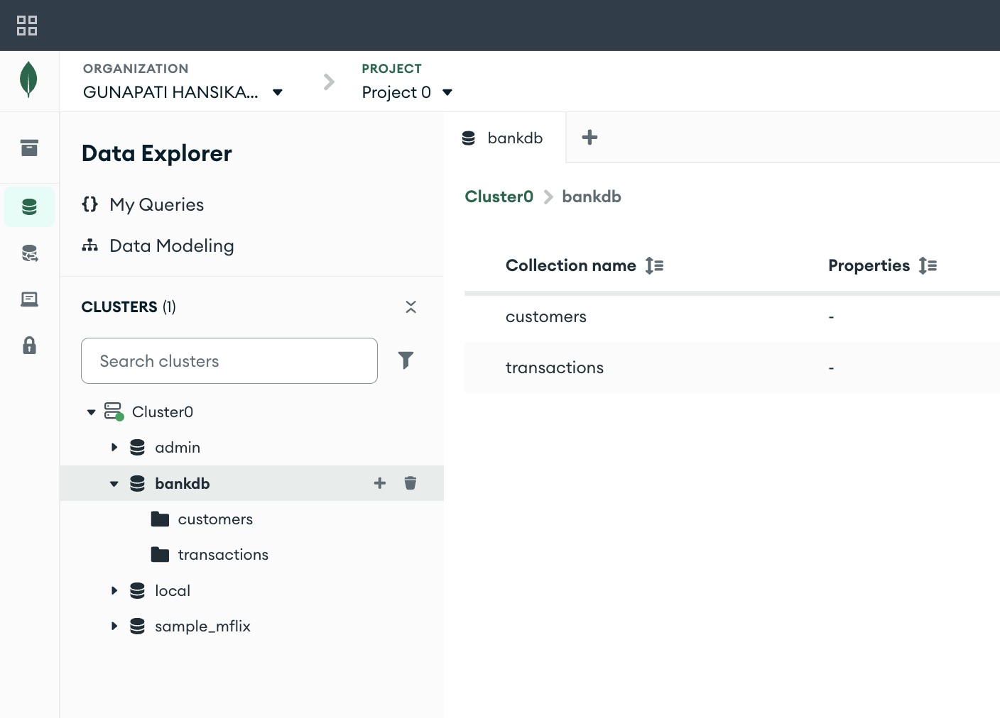 ORGANIZATION
GUNAPATI HANSIKA...
PROJECT
Project 0
Data Explorer
{} My Queries
Data Modeling
CLUSTERS (1)
Search clusters
Cluster0
admin
bankdb
customers
transactions
local
sample_mflix
bankdb
Cluster0 > bankdb
Collection name Properties
customers -
transactions -